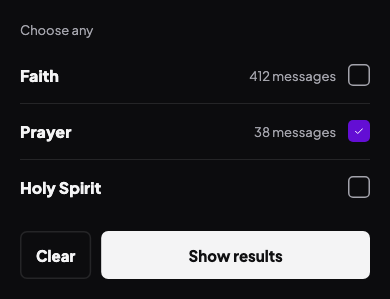 Choose any
Faith 412 messages
Prayer 38 messages
Holy Spirit
Clear Show results